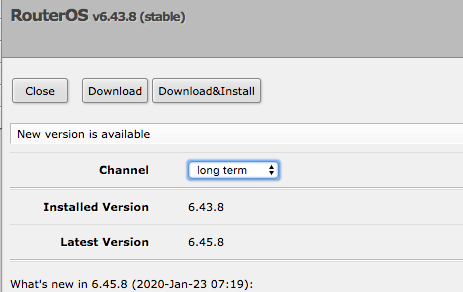 RouterOS v6.43.8 (stable)
Close Download Download&Install
New version is available
Channel long term
Installed Version 6.43.8
Latest Version 6.45.8
What's new in 6.45.8 (2020-Jan-23 07:19):